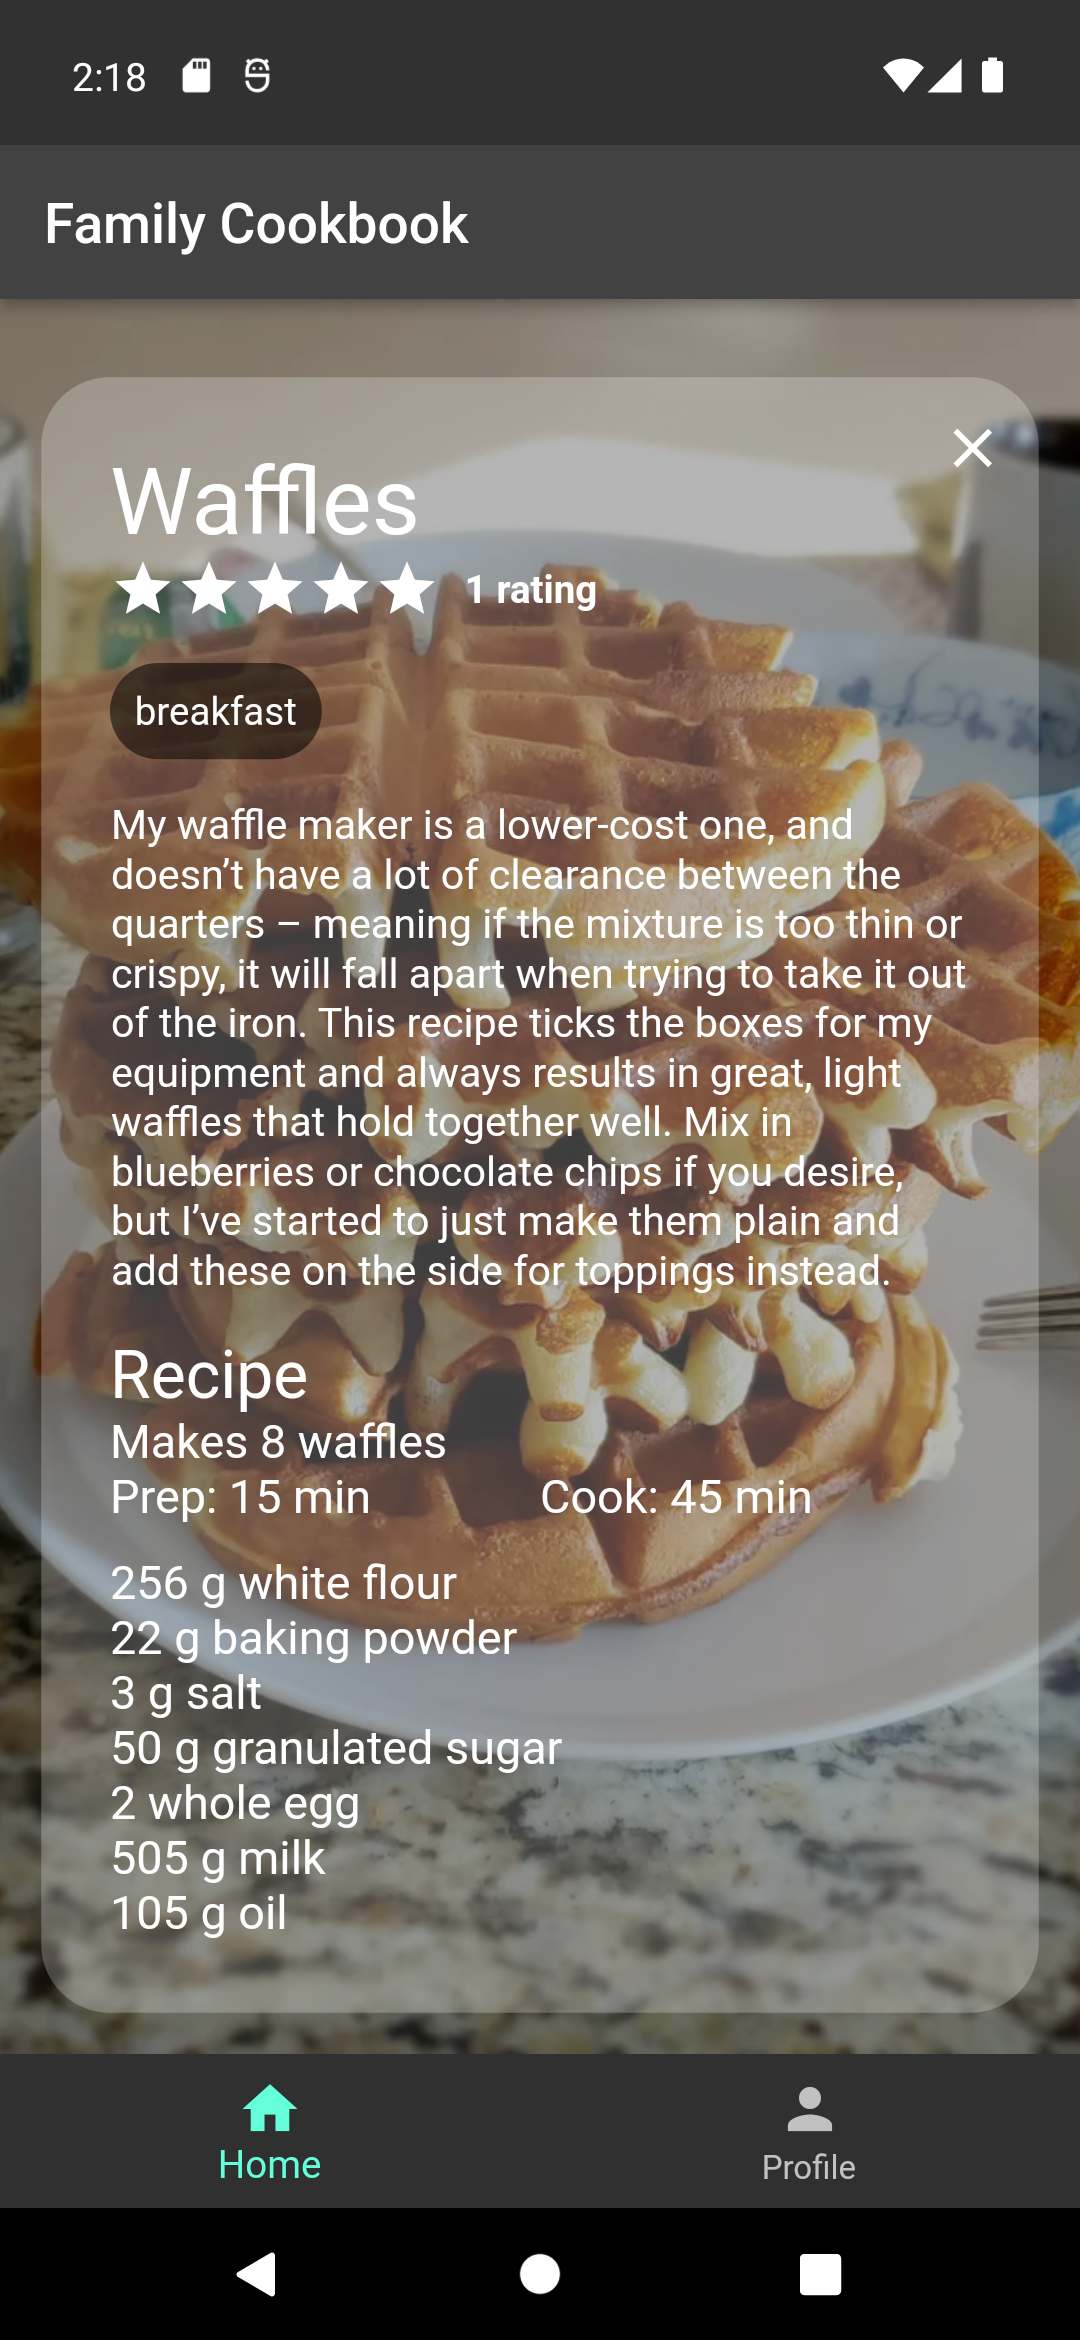 2:18
Family Cookbook
Waffles
1 rating
breakfast
My waffle maker is a lower-cost one, and
doesn’t have a lot of clearance between the
quarters – meaning if the mixture is too thin or
crispy, it will fall apart when trying to take it out
of the iron. This recipe ticks the boxes for my
equipment and always results in great, light
waffles that hold together well. Mix in
blueberries or chocolate chips if you desire,
but I’ve started to just make them plain and
add these on the side for toppings instead.
Recipe
Makes 8 waffles
Prep: 15 min Cook: 45 min
256 g white flour
22 g baking powder
3 g salt
50 g granulated sugar
2 whole egg
505 g milk
105 g oil
Home Profile